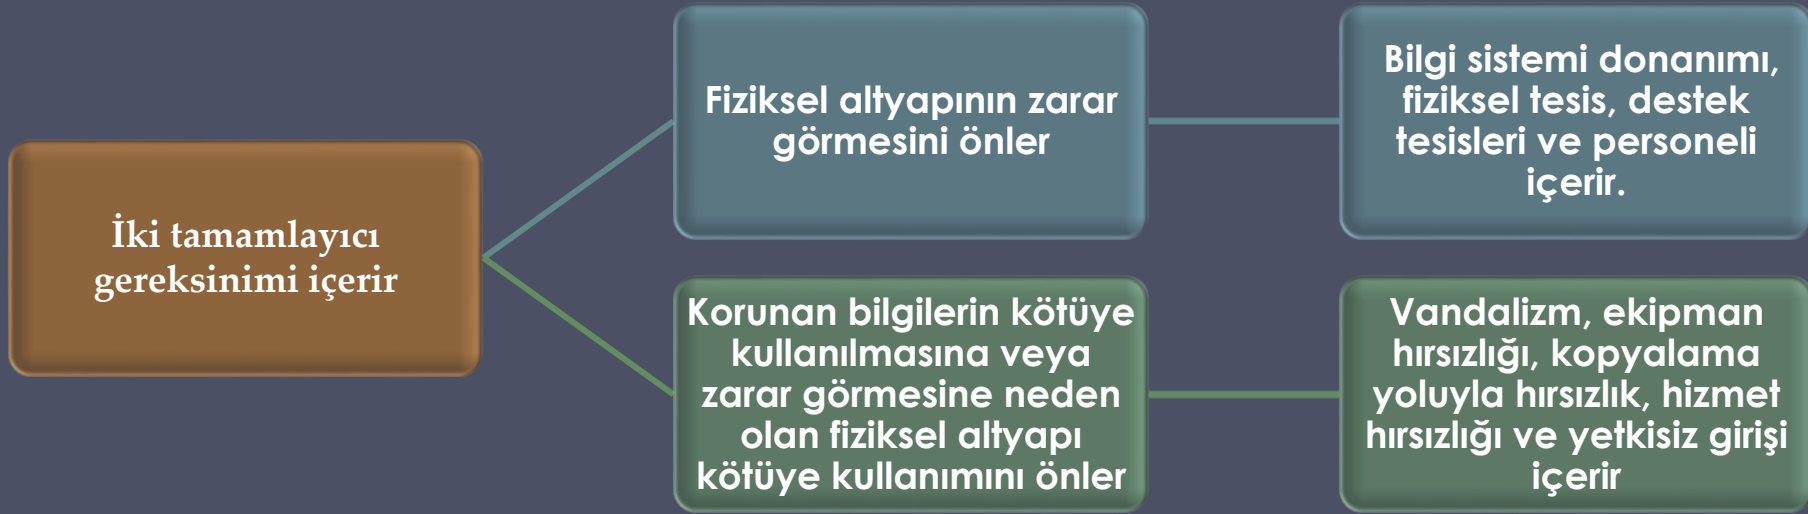 İki tamamlayıcı
gereksinimi içerir
Fiziksel altyapının zarar
görmesini önler
Bilgi sistemi donanımı,
fiziksel tesis, destek
tesisleri ve personeli
içerir.
Korunan bilgilerin kötüye
kullanılmasına veya
zarar görmesine neden
olan fiziksel altyapı
kötüye kullanımını önler
Vandalizm, ekipman
hırsızlığı, kopyalama
yoluyla hırsızlık, hizmet
hırsızlığı ve yetkisiz girişi
içerir